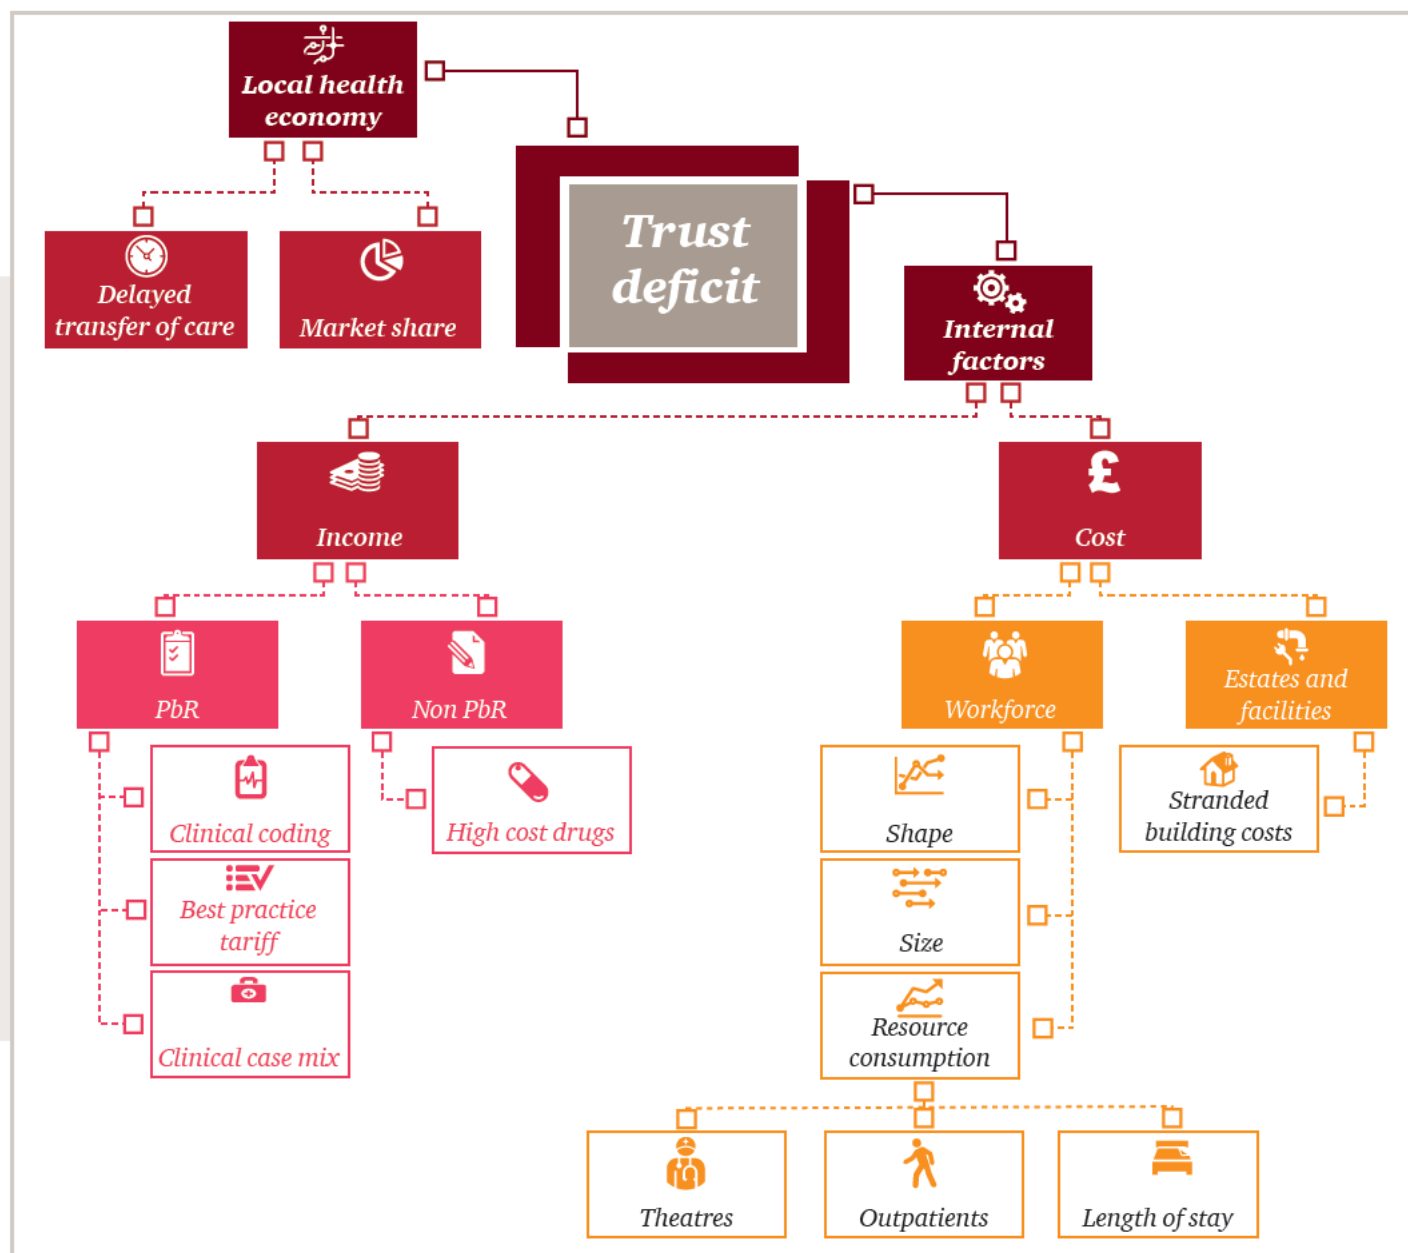 Local health
economy
Trust
deficit
Delayed
transfer of care
Market share
Internal
factors
Income
£
Cost
PbR
Non PbR
Workforce
Estates and
facilities
Clinical coding
High cost drugs
Shape
Stranded
building costs
Best practice
tariff
Size
Clinical case mix
Resource
consumption
Theatres
Outpatients
Length of stay